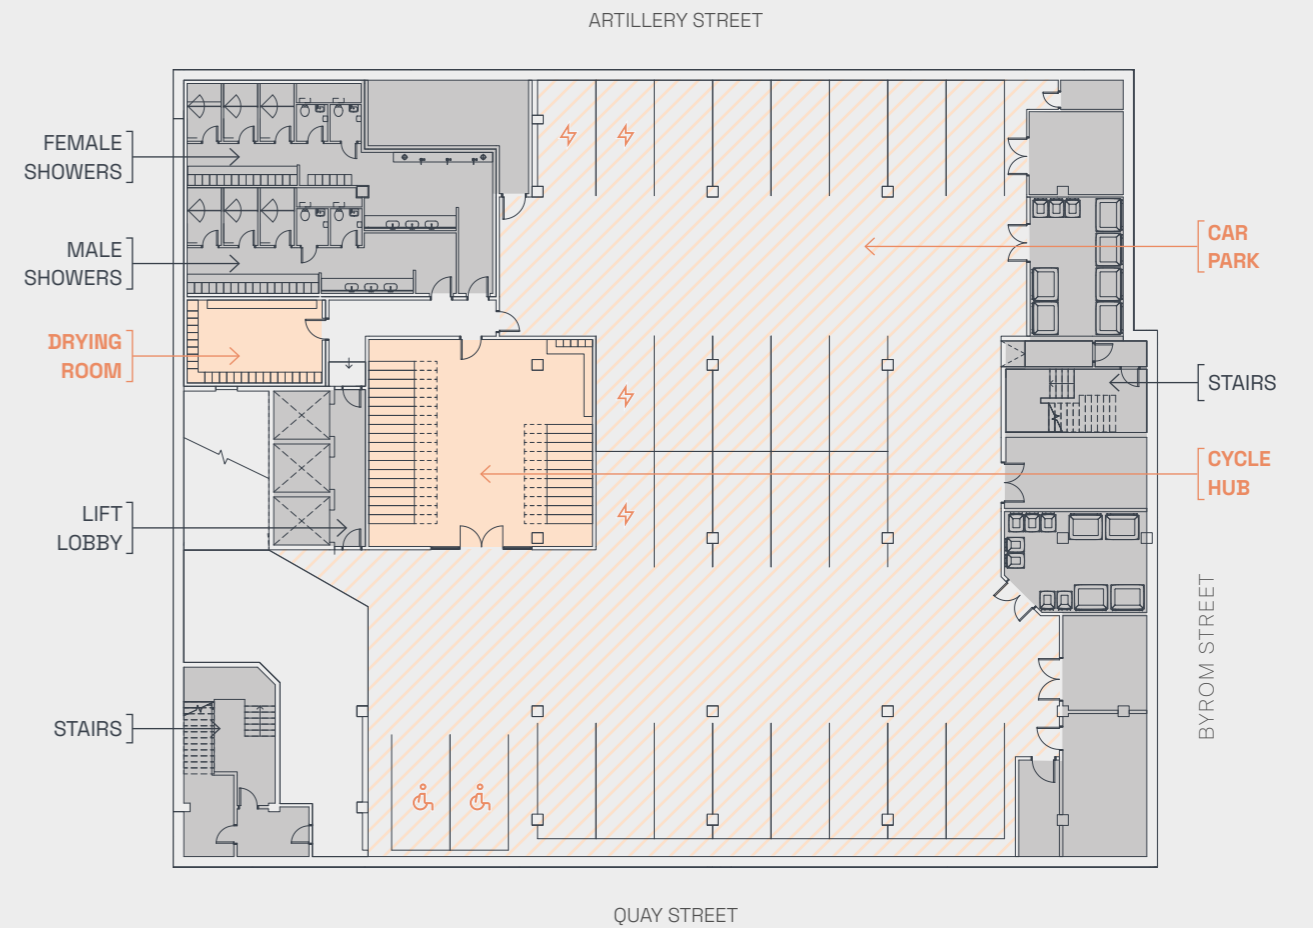 ARTILLERY STREET
FEMALE
SHOWERS
MALE
SHOWERS
DRYING
ROOM
LIFT
LOBBY
STAIRS
CAR
PARK
STAIRS
CYCLE
HUB
BYROM STREET
QUAY STREET